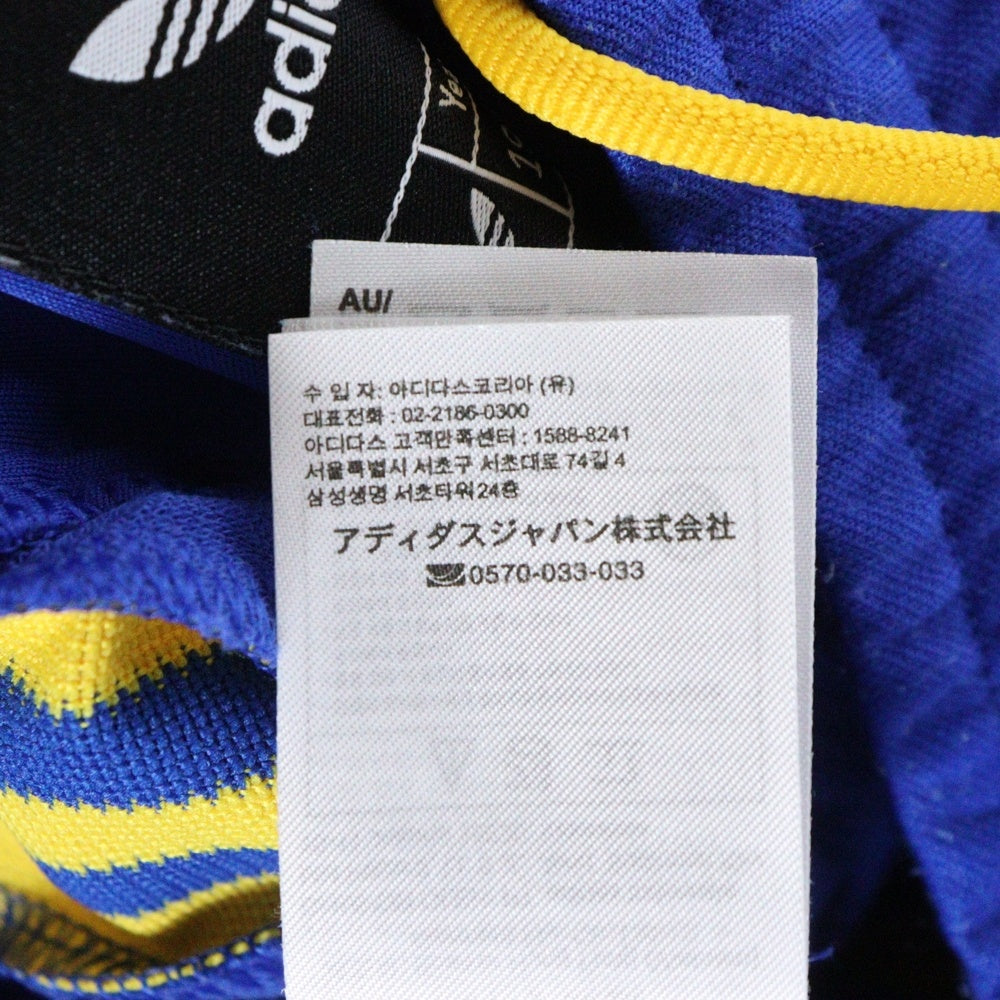 adidas
AU/
수 입 자: 아디다스코리아 (유)
대표전화 : 02-2186-0300
아디다스 고객만족센터 : 1588-8241
서울특별시 서초구 서초대로 74길 4
삼성생명 서초타워24층
アディダスジャパン株式会社
0570-033-033